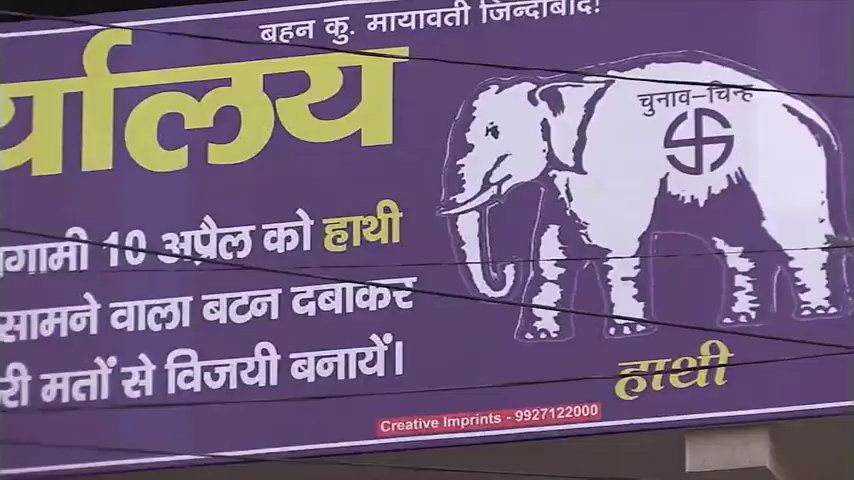 बहन कु. मायावती जिन्दाबाद!
र्यालय
चुनाव-चिन्ह
गामी 10 अप्रैल को हाथी
सामने वाला बटन दबाकर
री मतों से विजयी बनायें।
हाथी
Creative Imprints - 9927122000